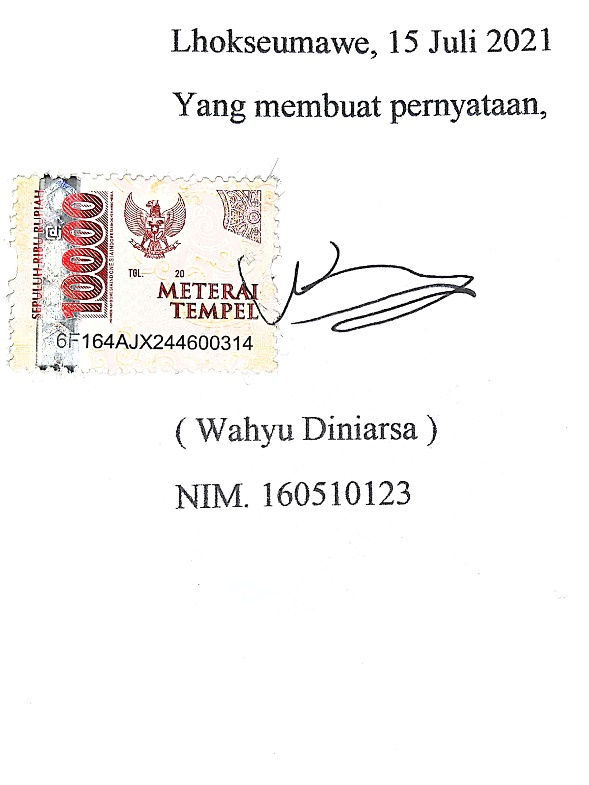 Lhokseumawe, 15 Juli 2021
Yang membuat pernyataan,
SEPULUH RIBU RUPIAH
10000
TGL. 20
METERAI
TEMPEL
6F164AJX244600314
( Wahyu Diniarsa )
NIM. 160510123